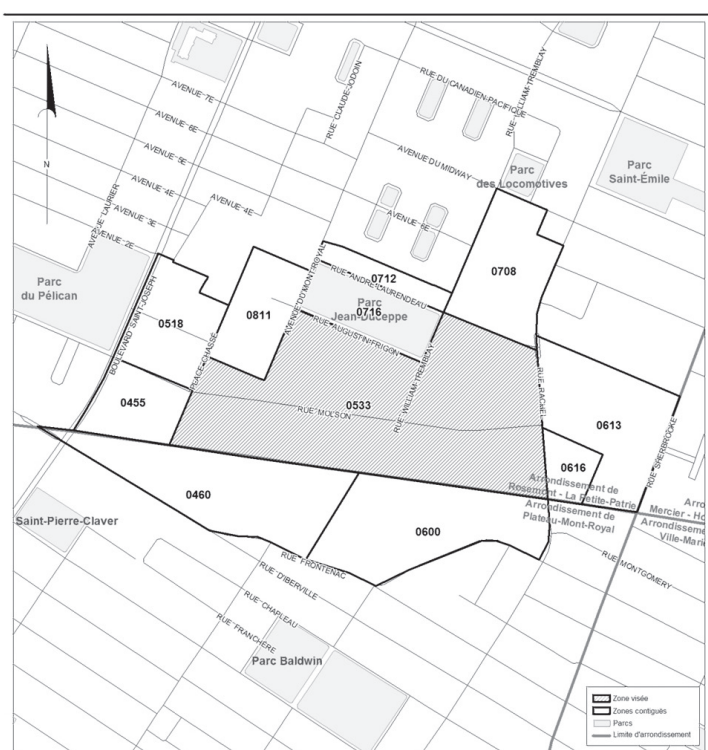 AVENUE 7E
AVENUE 6E
AVENUE 5E
AVENUE 4E
AVENUE 3E
AVENUE 2E
AVENUE 4E
AVENUE LAURIER
RUE CLAUDE-JODOIN
RUE DU CANADIEN-PACIFIQUE
RUE WILLIAM-TREMBLAY
AVENUE DU MIDWAY
Parc
des Locomotives
Parc
Saint-Émile
N
AVENUE 6E
Parc
du Pélican
BOULEVARD SAINT-JOSEPH
0518
0811
PLACE CHASSÉ
AVENUE DU MONT-ROYAL
0712
RUE ANDRÉ-LAURENDEAU
Parc
0716
Jean-Duceppe
RUE AUGUSTIN-FRIGON
0708
0455
RUE MOLSON
0533
RUE WILLIAM-TREMBLAY
RUE RACHEL
0613
0616
RUE SHERBROOKE
Arrondissement de
Rosemont - La Petite-Patrie
Arrondissement de
Plateau-Mont-Royal
Arro
Mercier - Ho
Arrondisseme
Ville-Mari
0460
0600
Saint-Pierre-Claver
RUE FRONTENAC
RUE D'IBERVILLE
RUE CHAPLEAU
RUE FRANCHÈRE
RUE MONTGOMERY
Parc Baldwin
Zone visée
Zones contiguës
Parcs
Limite d'arrondissement